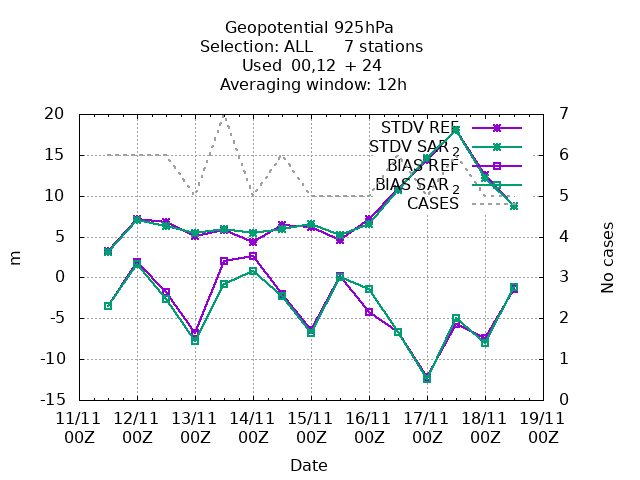 Geopotential 925hPa
Selection: ALL 7 stations
Used 00,12 + 24
Averaging window: 12h
20
15
10
5
0
-5
-10
-15
7
6
5
4
3
2
1
0
m
No cases
STDV REF
STDV SAR 2
BIAS REF
BIAS SAR 2
CASES
11/11 12/11 13/11 14/11 15/11 16/11 17/11 18/11 19/11
00Z 00Z 00Z 00Z 00Z 00Z 00Z 00Z 00Z
Date